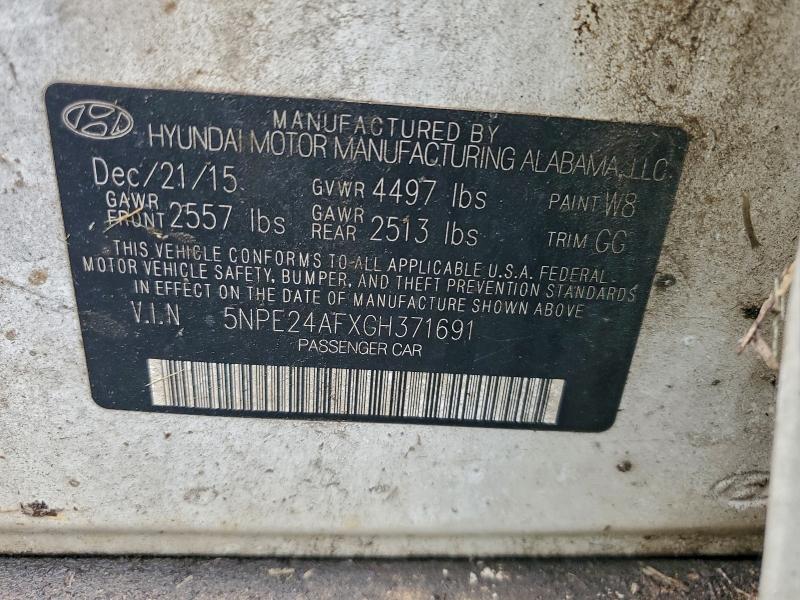 MANUFACTURED BY
HYUNDAI MOTOR MANUFACTURING ALABAMA, LLC
Dec/21/15 GVWR 4497 lbs PAINT W8
GAWR FRONT 2557 lbs GAWR REAR 2513 lbs TRIM GG
THIS VEHICLE CONFORMS TO ALL APPLICABLE U.S.A. FEDERAL
MOTOR VEHICLE SAFETY, BUMPER, AND THEFT PREVENTION STANDARDS
IN EFFECT ON THE DATE OF MANUFACTURE SHOWN ABOVE
V.I.N 5NPE24AFXGH371691
PASSENGER CAR